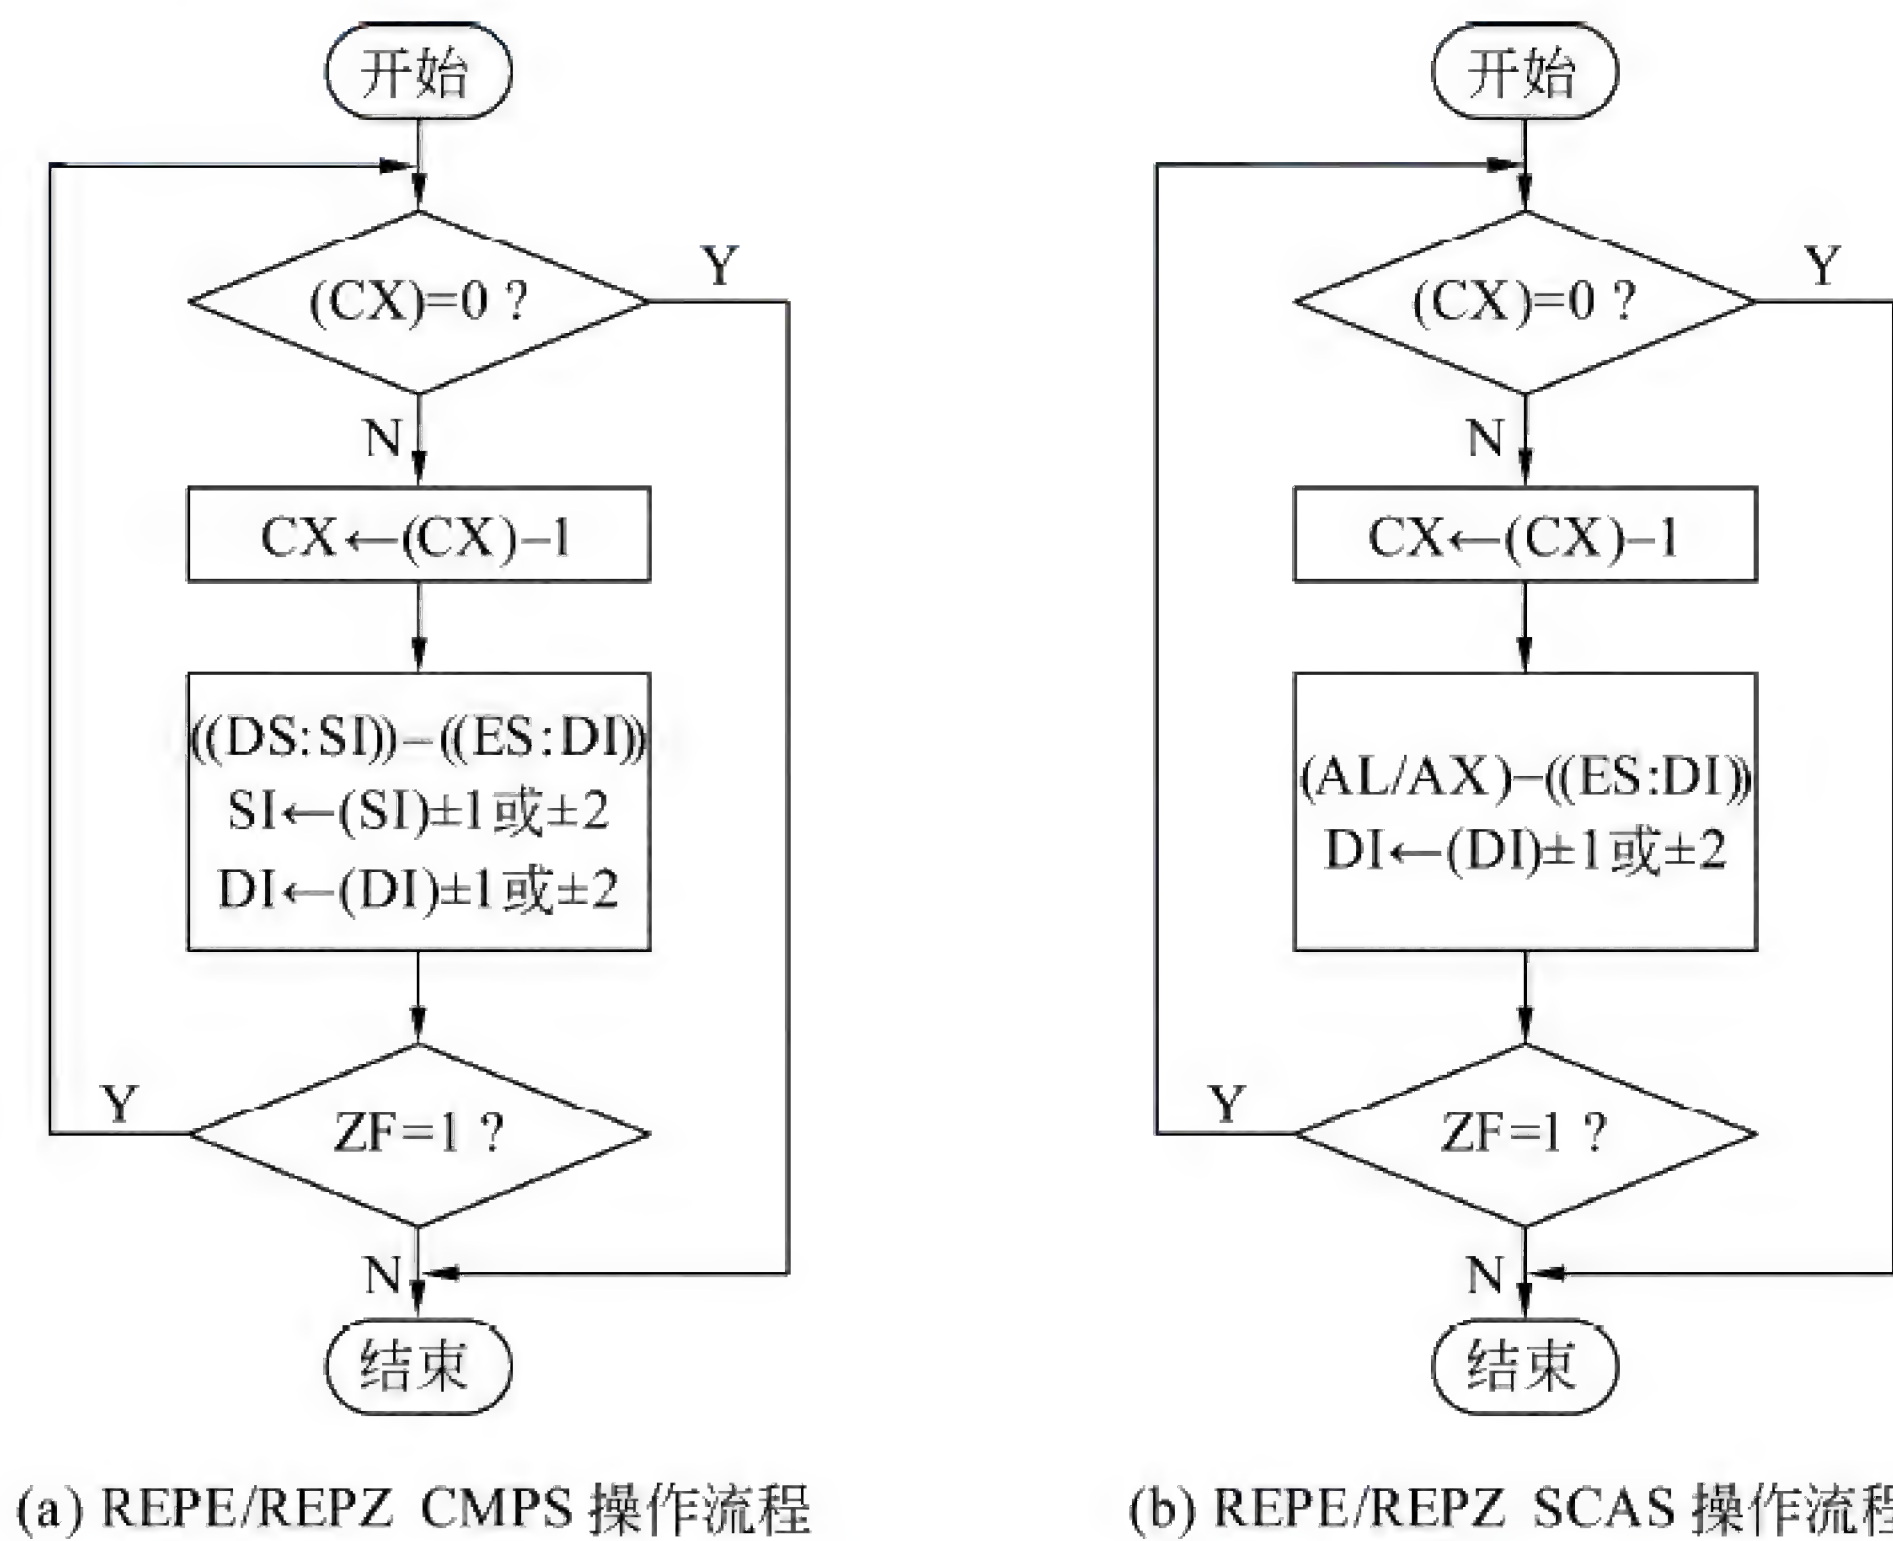 开始
(CX)=0 ?
Y
N
CX←(CX)–1
((DS:SI))–((ES:DI))
SI←(SI)±1或±2
DI←(DI)±1或±2
ZF=1 ?
Y
N
结束
(a) REPE/REPZ CMPS 操作流程
开始
(CX)=0 ?
Y
N
CX←(CX)–1
(AL/AX)–((ES:DI))
DI←(DI)±1或±2
ZF=1 ?
Y
N
结束
(b) REPE/REPZ SCAS 操作流程